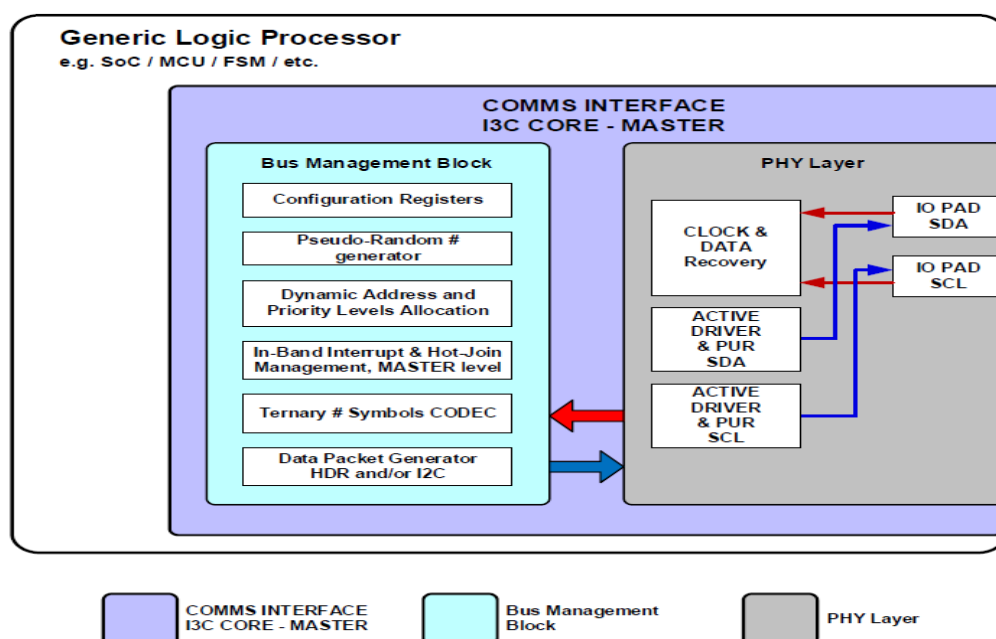 Generic Logic Processor
e.g. SoC / MCU / FSM / etc.
COMMS INTERFACE
I3C CORE - MASTER
Bus Management Block
Configuration Registers
Pseudo-Random #
generator
Dynamic Address and
Priority Levels Allocation
In-Band Interrupt & Hot-Join
Management, MASTER level
Ternary # Symbols CODEC
Data Packet Generator
HDR and/or I2C
PHY Layer
CLOCK &
DATA
Recovery
ACTIVE
DRIVER
& PUR
SDA
ACTIVE
DRIVER
& PUR
SCL
IO PAD
SDA
IO PAD
SCL
COMMS INTERFACE
I3C CORE - MASTER
Bus Management
Block
PHY Layer